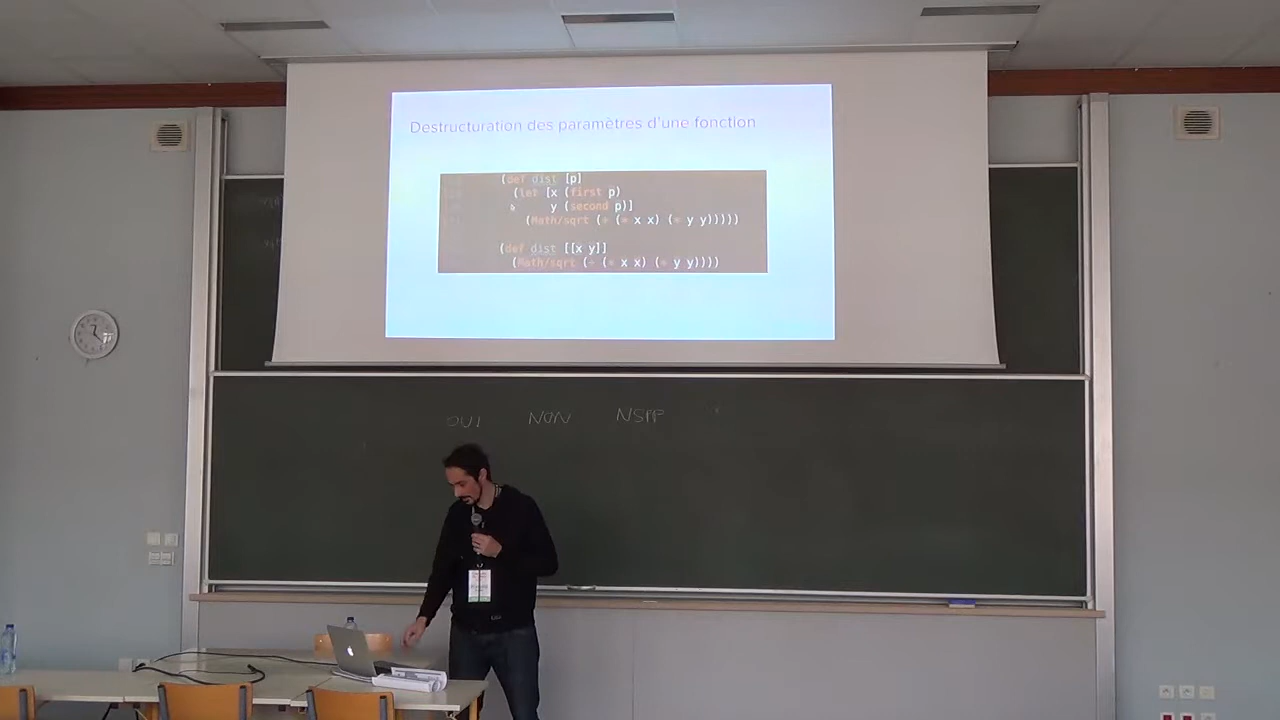 Destructuration des paramètres d'une fonction
(def dist [p]
(let [x (first p)
y (second p)]
(Math/sqrt (+ (* x x) (* y y)))))
(def dist [[x y]]
(Math/sqrt (+ (* x x) (* y y))))
OUI NON NSPP